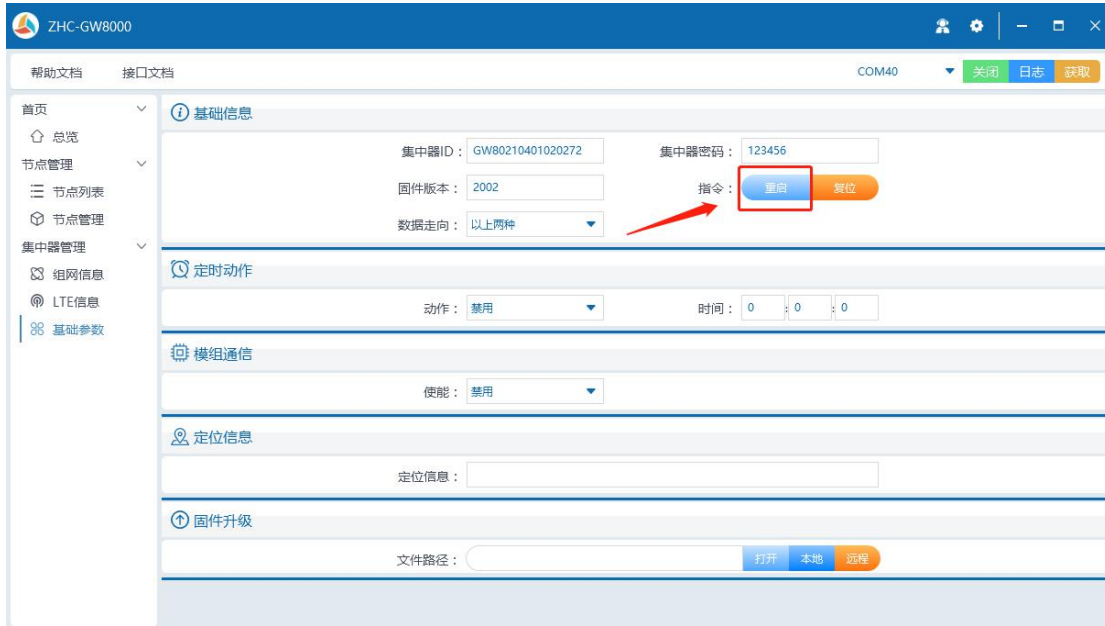 ZHC-GW8000
帮助文档 接口文档 COM40 关闭 日志 获取
首页
总览
节点管理
节点列表
节点管理
集中器管理
组网信息
LTE信息
基础参数
基础信息
集中器ID： GW80210401020272 集中器密码： 123456
固件版本： 2002 指令： 重启 复位
数据走向： 以上两种
定时动作
动作： 禁用 时间： 0 : 0 : 0
模组通信
使能： 禁用
定位信息
定位信息：
固件升级
文件路径： 打开 本地 远程